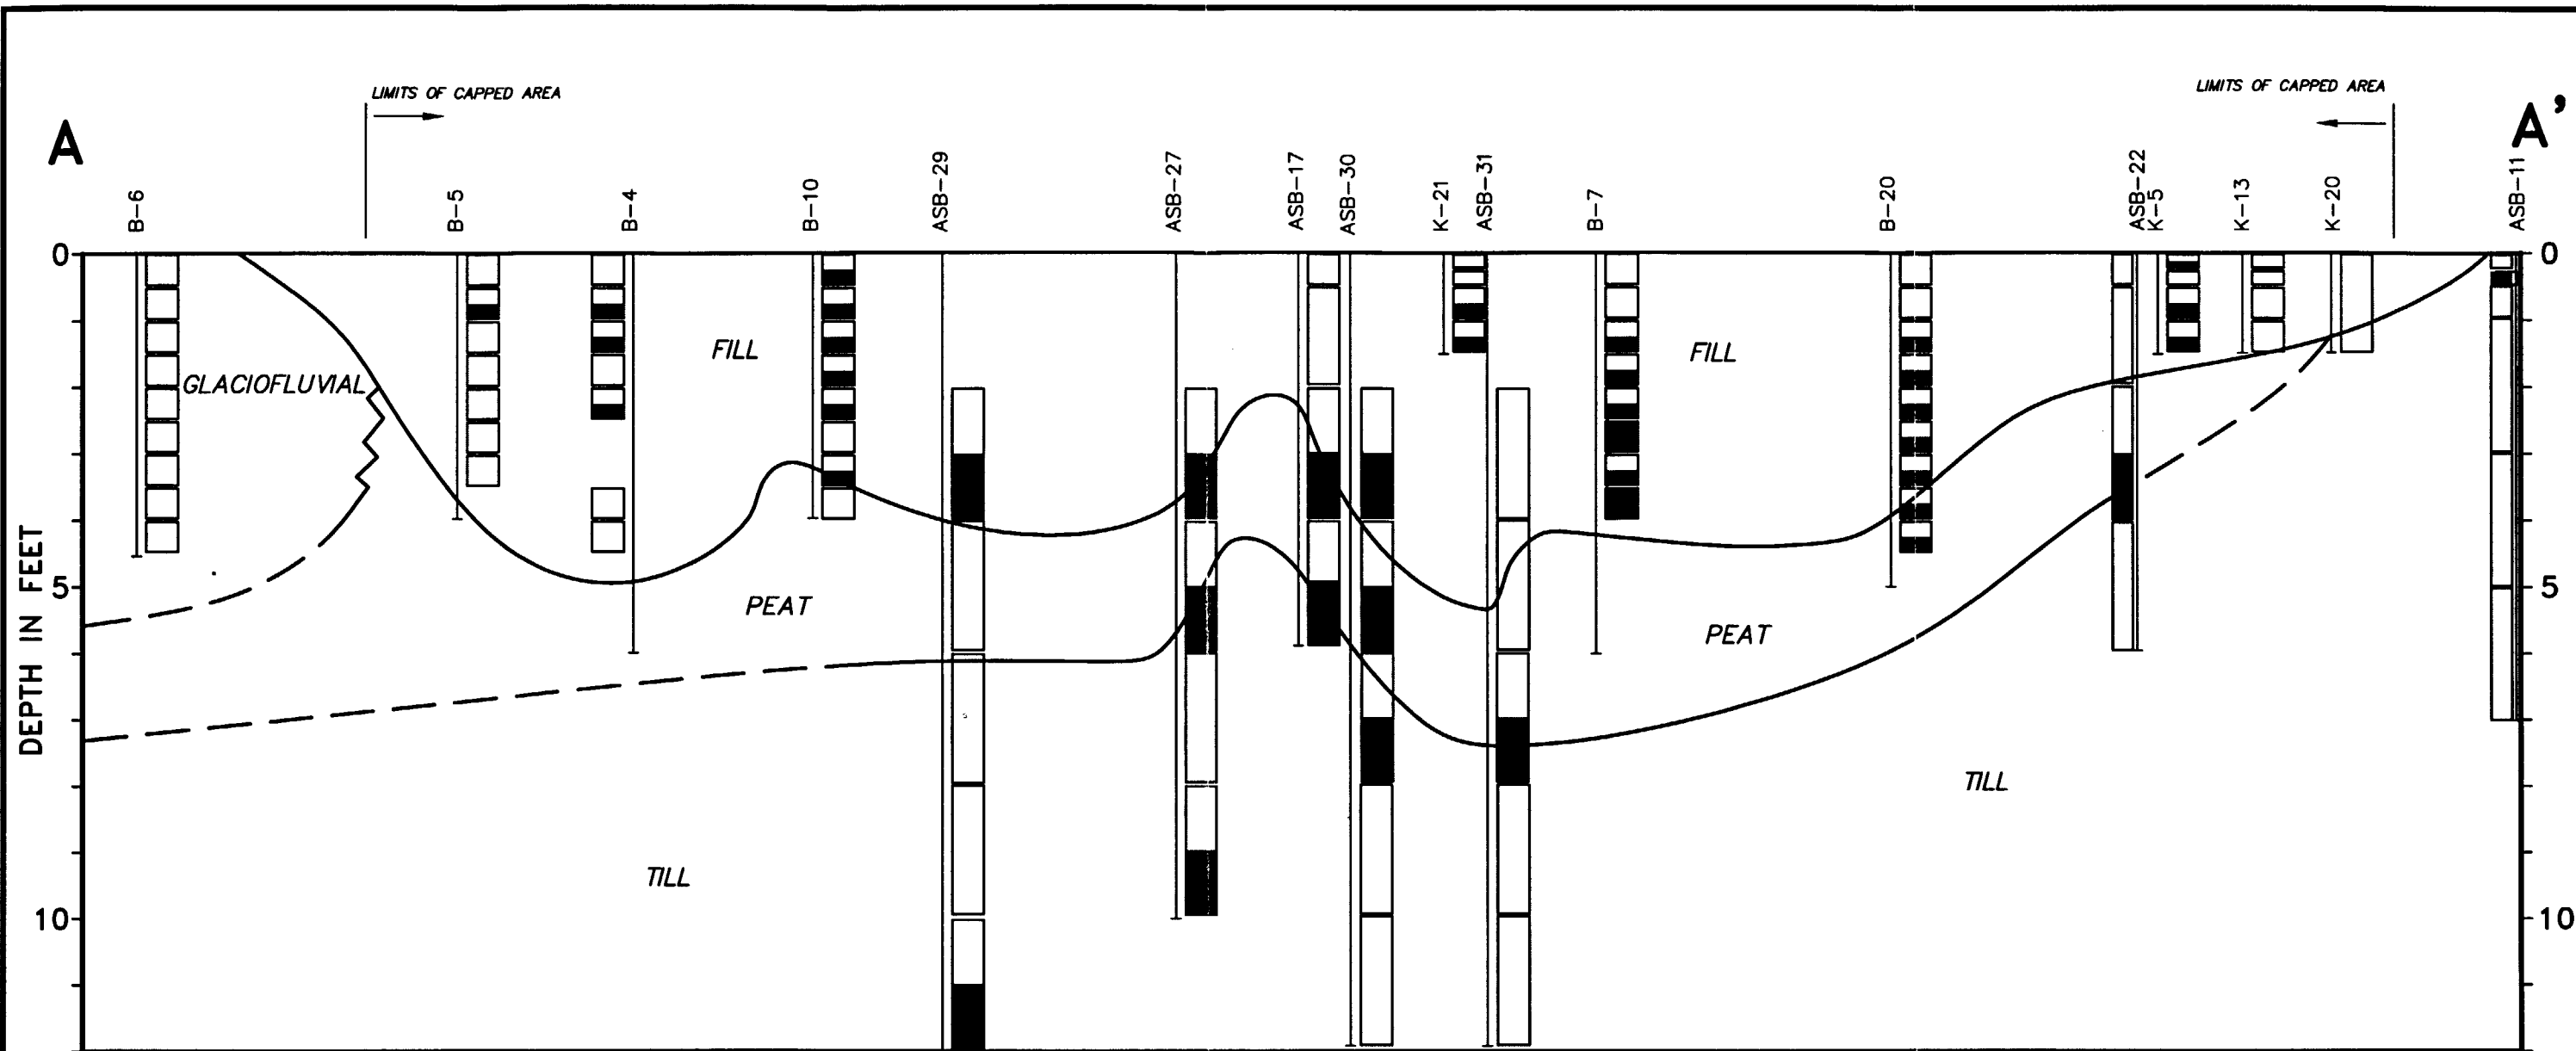 LIMITS OF CAPPED AREA
LIMITS OF CAPPED AREA
A
A'
B-6
B-5
B-4
B-10
ASB-29
ASB-27
ASB-17
ASB-30
K-21
ASB-31
B-7
B-20
ASB-22
K-5
K-13
K-20
ASB-11
0
0
FILL
FILL
GLACIOFLUVIAL
DEPTH IN FEET
5
5
PEAT
PEAT
TILL
TILL
10
10